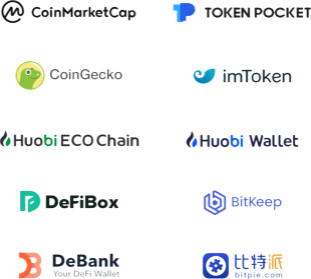 CoinMarketCap
TOKEN POCKET
CoinGecko
imToken
Huobi ECO Chain
Huobi Wallet
DeFiBox
BitKeep
DeBank
Your DeFi Wallet
比特派
bitpie.com